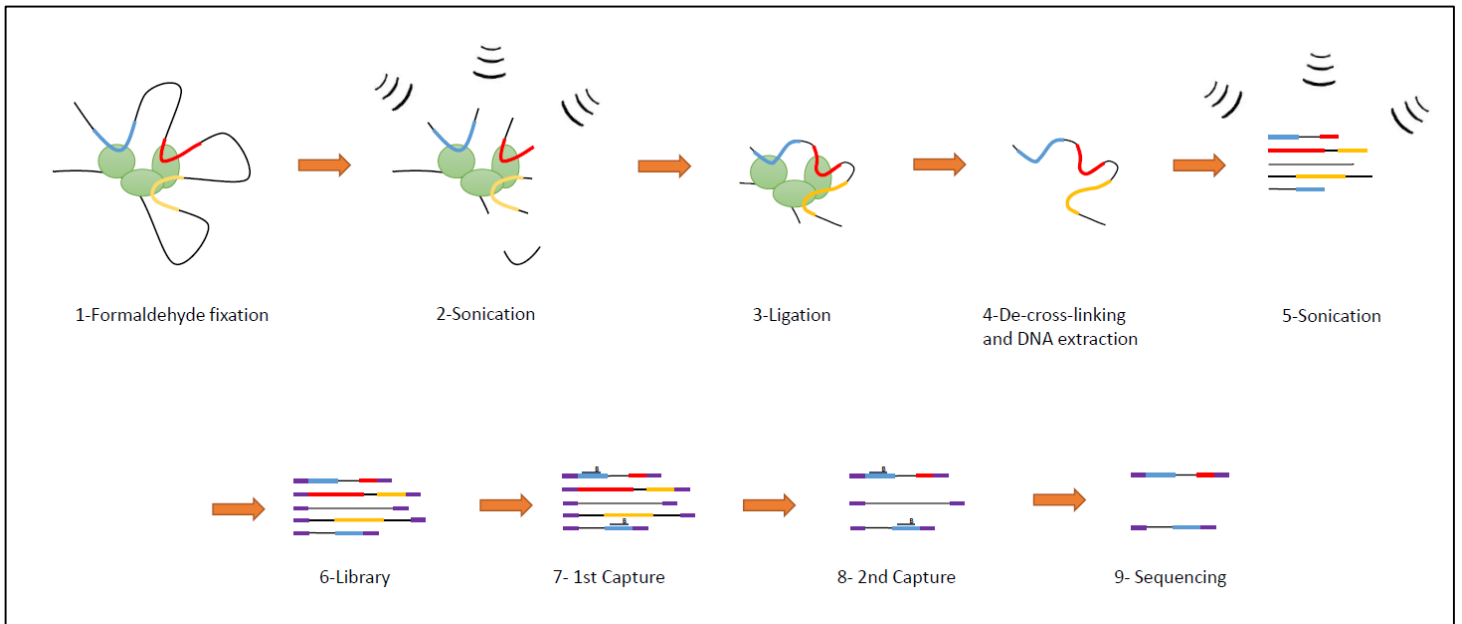 1-Formaldehyde fixation
2-Sonication
3-Ligation
4-De-cross-linking
and DNA extraction
5-Sonication
B
B
B
B
6-Library
7- 1st Capture
8- 2nd Capture
9- Sequencing